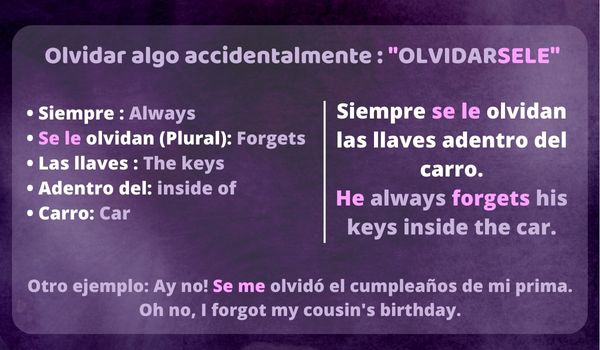 Olvidar algo accidentalmente : "OLVIDARSELE"
• Siempre : Always
• Se le olvidan (Plural): Forgets
• Las llaves : The keys
• Adentro del: inside of
• Carro: Car
Siempre se le olvidan
las llaves adentro del
carro.
He always forgets his
keys inside the car.
Otro ejemplo: Ay no! Se me olvidó el cumpleaños de mi prima.
Oh no, I forgot my cousin's birthday.